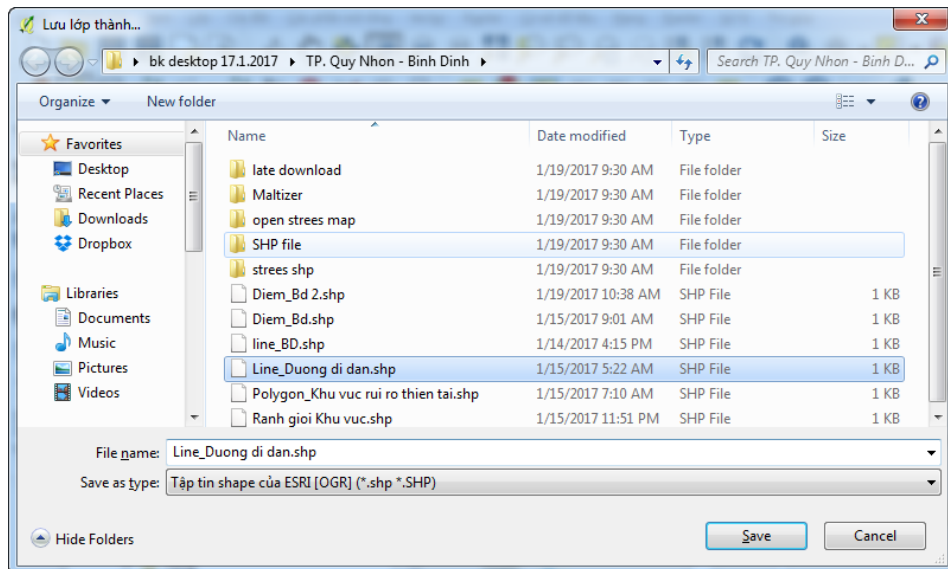 Lưu lớp thành...
bk desktop 17.1.2017 TP. Quy Nhon - Binh Dinh Search TP. Quy Nhon - Binh D...
Organize New folder
Name Date modified Type Size
Favorites
Desktop
Recent Places
Downloads
Dropbox
Libraries
Documents
Music
Pictures
Videos
late download 1/19/2017 9:30 AM File folder
Maltizer 1/19/2017 9:30 AM File folder
open strees map 1/19/2017 9:30 AM File folder
SHP file 1/19/2017 9:30 AM File folder
strees shp 1/19/2017 9:30 AM File folder
Diem_Bd 2.shp 1/19/2017 10:38 AM SHP File 1 KB
Diem_Bd.shp 1/15/2017 9:01 AM SHP File 1 KB
line_BD.shp 1/14/2017 4:15 PM SHP File 1 KB
Line_Duong di dan.shp 1/15/2017 5:22 AM SHP File 1 KB
Polygon_Khu vuc rui ro thien tai.shp 1/15/2017 7:10 AM SHP File 1 KB
Ranh gioi Khu vuc.shp 1/15/2017 11:51 PM SHP File 1 KB
File name: Line_Duong di dan.shp
Save as type: Tập tin shape của ESRI [OGR] (*.shp *.SHP)
Hide Folders Save Cancel